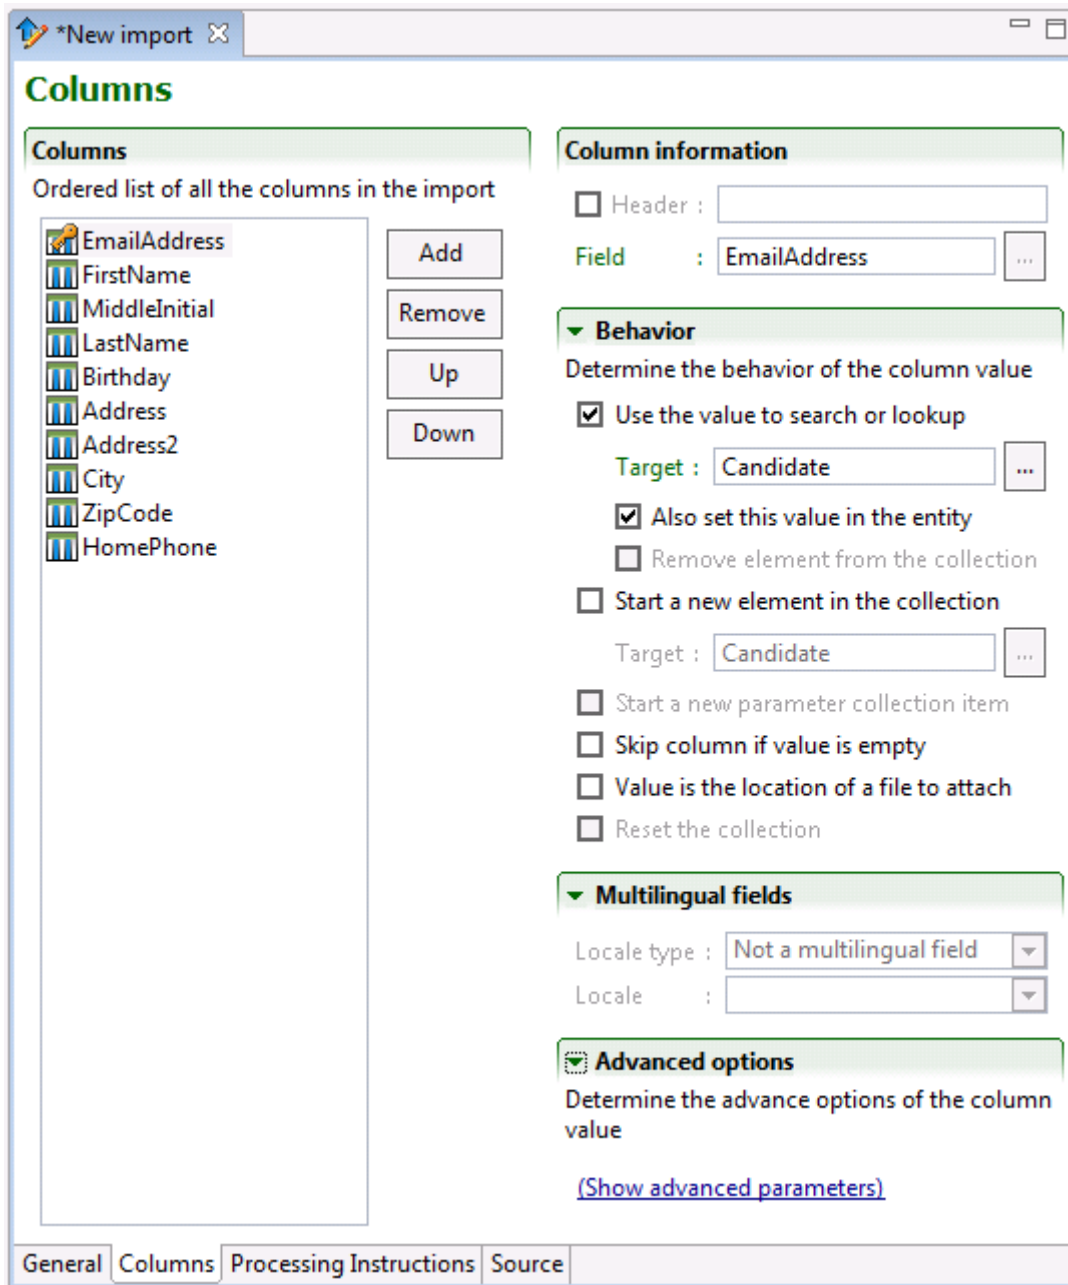 *New import
Columns
Columns
Ordered list of all the columns in the import
EmailAddress
FirstName
MiddleInitial
LastName
Birthday
Address
Address2
City
ZipCode
HomePhone
Add
Remove
Up
Down
Column information
Header :
Field : EmailAddress ...
Behavior
Determine the behavior of the column value
Use the value to search or lookup
Target : Candidate ...
Also set this value in the entity
Remove element from the collection
Start a new element in the collection
Target : Candidate ...
Start a new parameter collection item
Skip column if value is empty
Value is the location of a file to attach
Reset the collection
Multilingual fields
Locale type : Not a multilingual field
Locale :
Advanced options
Determine the advance options of the column
value
(Show advanced parameters)
General Columns Processing Instructions Source